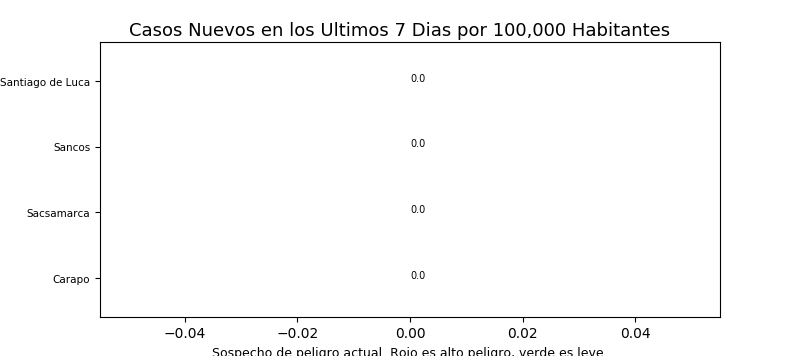 Casos Nuevos en los Ultimos 7 Dias por 100,000 Habitantes
Santiago de Luca 0.0
Sancos 0.0
Sacsamarca 0.0
Carapo 0.0
−0.04 −0.02 0.00 0.02 0.04
Sospecho de peligro actual. Rojo es alto peligro, verde es leve